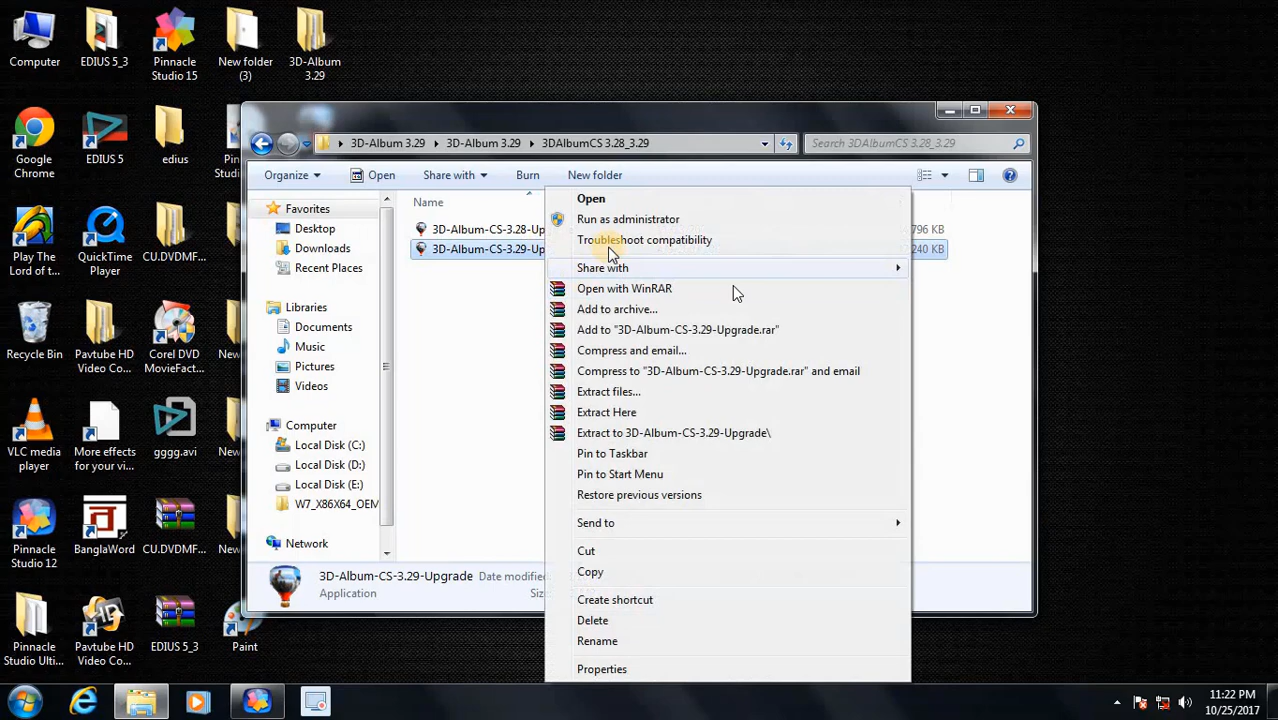 Computer
EDIUS 5_3
Pinnacle Studio 15
New folder (3)
3D-Album 3.29
Google Chrome
EDIUS 5
edius
Play The Lord of t...
QuickTime Player
CU.DVDMF...
Recycle Bin
Pavtube HD Video Co...
Corel DVD MovieFact...
VLC media player
More effects for your vi...
gggg.avi
Pinnacle Studio 12
BanglaWord
CU.DVDMF...
Pinnacle Studio Ulti...
Pavtube HD Video Co...
EDIUS 5_3
Paint
3D-Album 3.29
3D-Album 3.29
3DAlbumCS 3.28_3.29
Search 3DAlbumCS 3.28_3.29
Organize
Open
Share with
Burn
New folder
Favorites
Desktop
Downloads
Recent Places
Libraries
Documents
Music
Pictures
Videos
Computer
Local Disk (C:)
Local Disk (D:)
Local Disk (E:)
W7_X86X64_OEM
Network
Name
3D-Album-CS-3.28-Up
796 KB
3D-Album-CS-3.29-Up
240 KB
Open
Run as administrator
Troubleshoot compatibility
Share with
Open with WinRAR
Add to archive...
Add to "3D-Album-CS-3.29-Upgrade.rar"
Compress and email...
Compress to "3D-Album-CS-3.29-Upgrade.rar" and email
Extract files...
Extract Here
Extract to 3D-Album-CS-3.29-Upgrade\
Pin to Taskbar
Pin to Start Menu
Restore previous versions
Send to
Cut
Copy
Create shortcut
Delete
Rename
Properties
3D-Album-CS-3.29-Upgrade Date modified
Application
11:22 PM
10/25/2017